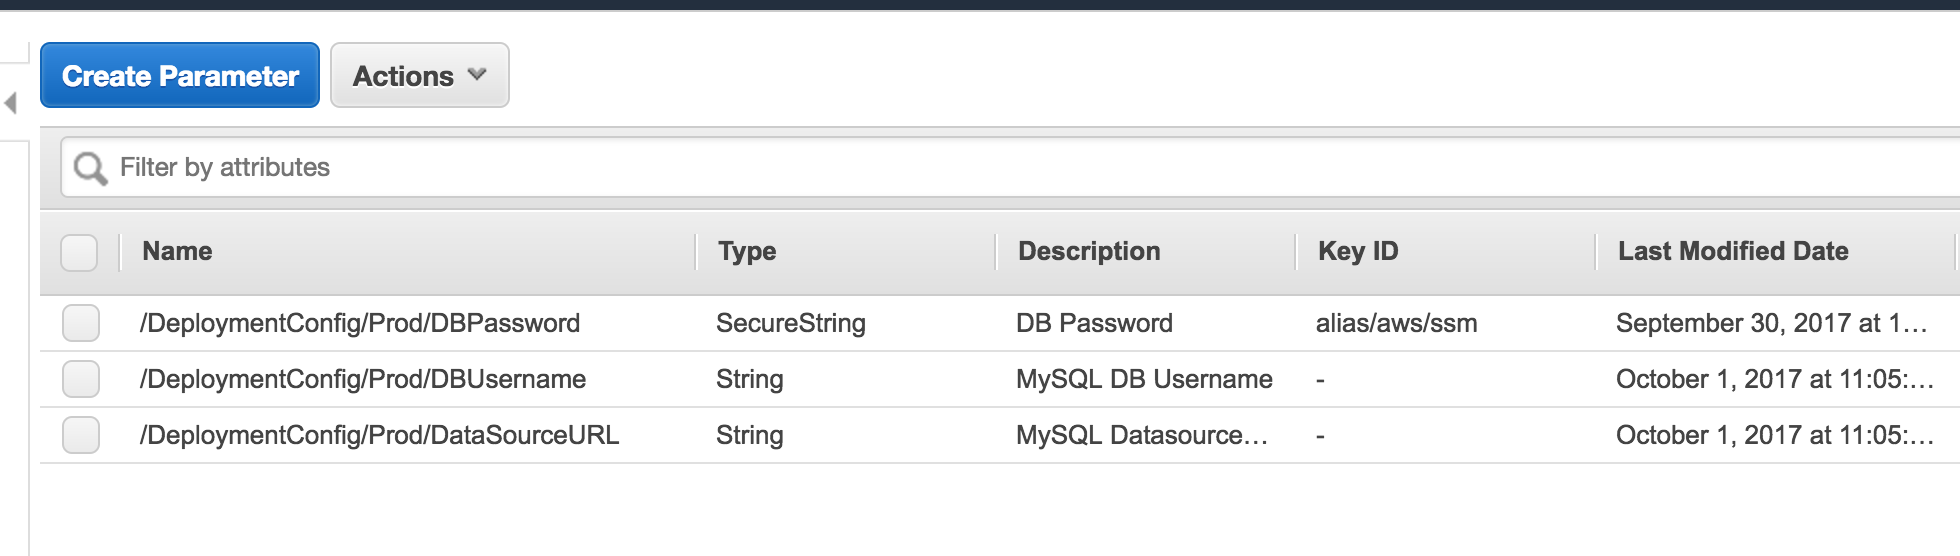 Create Parameter Actions
Filter by attributes
Name Type Description Key ID Last Modified Date
/DeploymentConfig/Prod/DBPassword SecureString DB Password alias/aws/ssm September 30, 2017 at 1...
/DeploymentConfig/Prod/DBUsername String MySQL DB Username - October 1, 2017 at 11:05:...
/DeploymentConfig/Prod/DataSourceURL String MySQL Datasource... - October 1, 2017 at 11:05:...